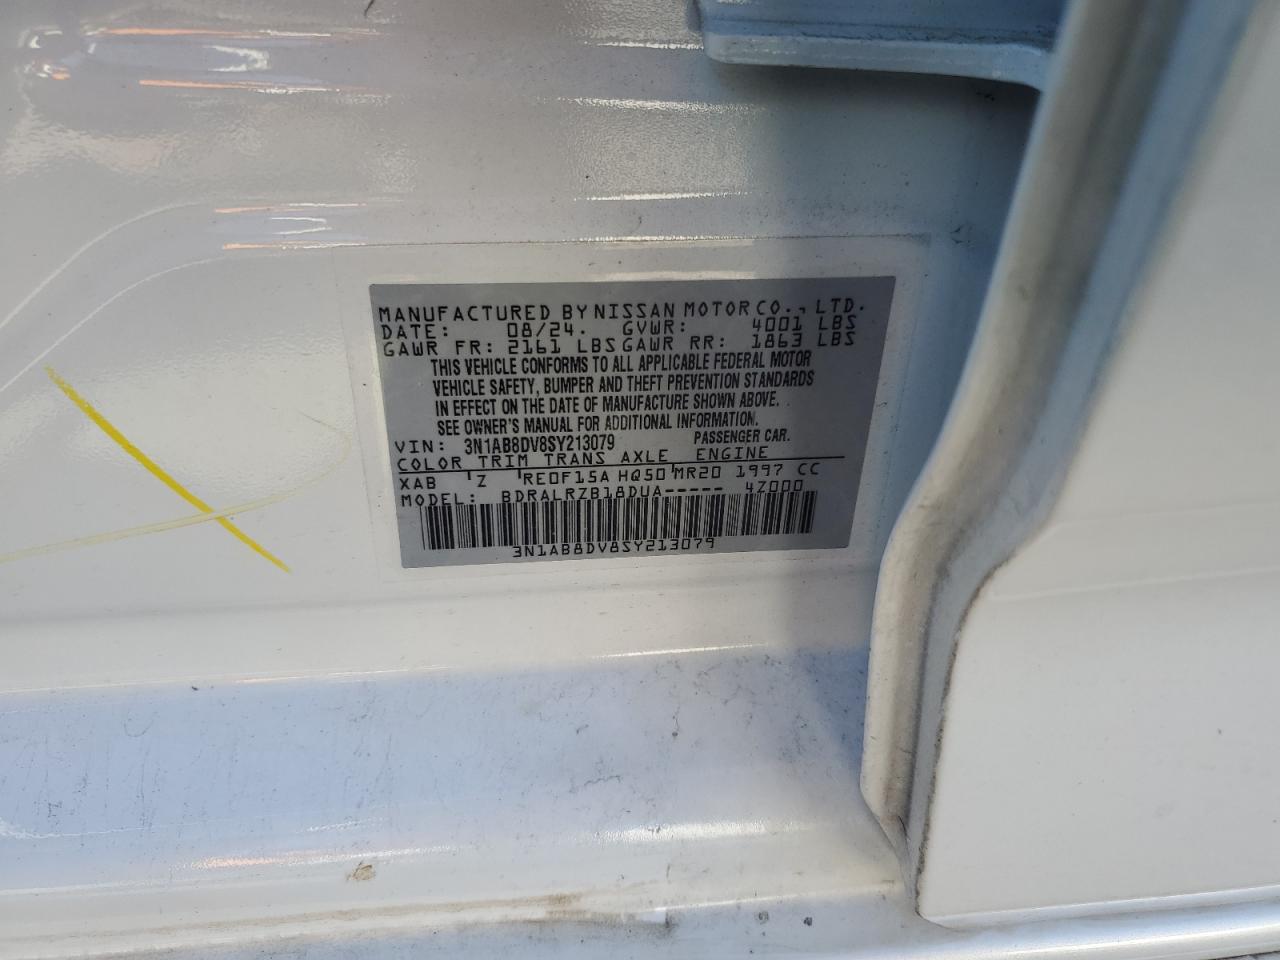 MANUFACTURED BY NISSAN MOTOR CO., LTD.
DATE: 08/24. GVWR: 4001 LBS
GAWR FR: 2161 LBS GAWR RR: 1863 LBS
THIS VEHICLE CONFORMS TO ALL APPLICABLE FEDERAL MOTOR
VEHICLE SAFETY, BUMPER AND THEFT PREVENTION STANDARDS
IN EFFECT ON THE DATE OF MANUFACTURE SHOWN ABOVE.
SEE OWNER'S MANUAL FOR ADDITIONAL INFORMATION.
VIN: 3N1AB8DV8SY213079 PASSENGER CAR.
COLOR TRIM TRANS AXLE ENGINE
XAB Z RE0F15A HQ50 MR20 1997 CC
MODEL: BDRALRZB18DUA----- 4Z000
3N1AB8DV8SY213079